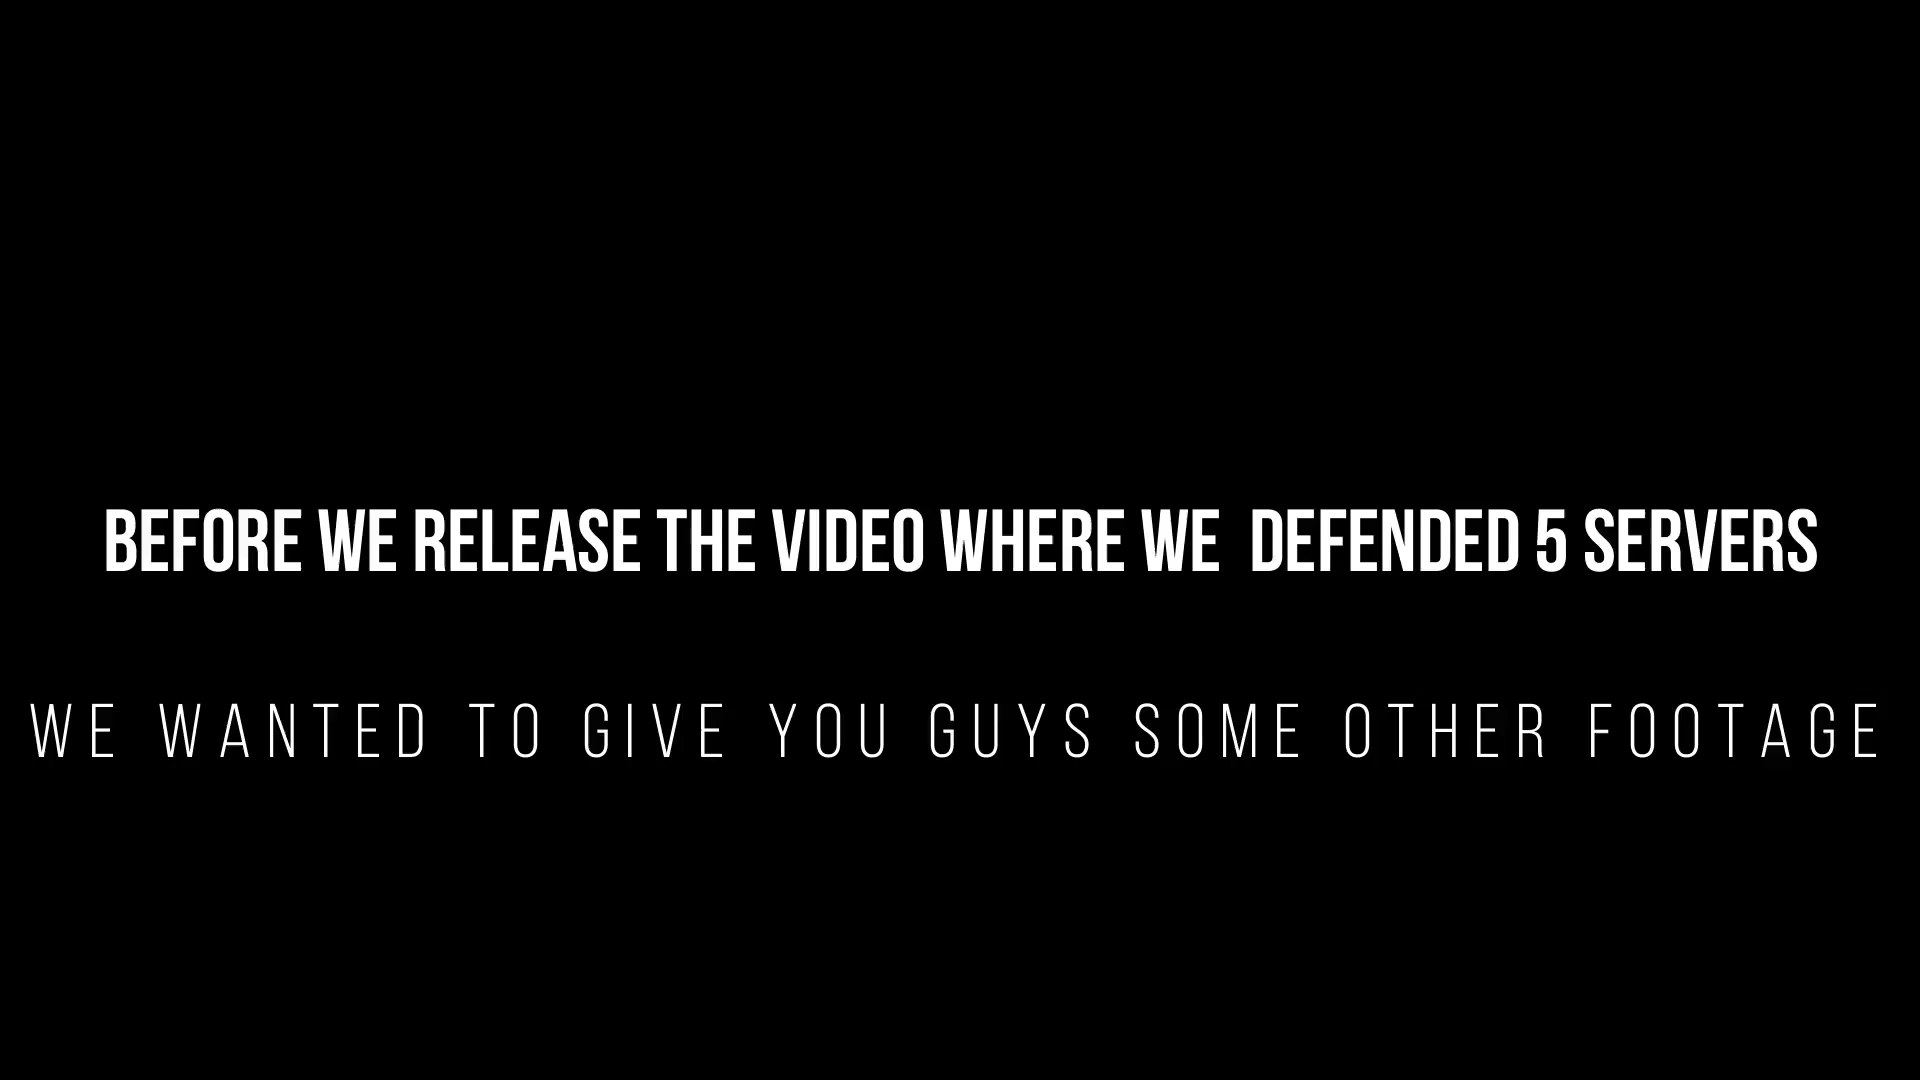 BEFORE WE RELEASE THE VIDEO WHERE WE  DEFENDED 5 SERVERS
WE WANTED TO GIVE YOU GUYS SOME OTHER FOOTAGE